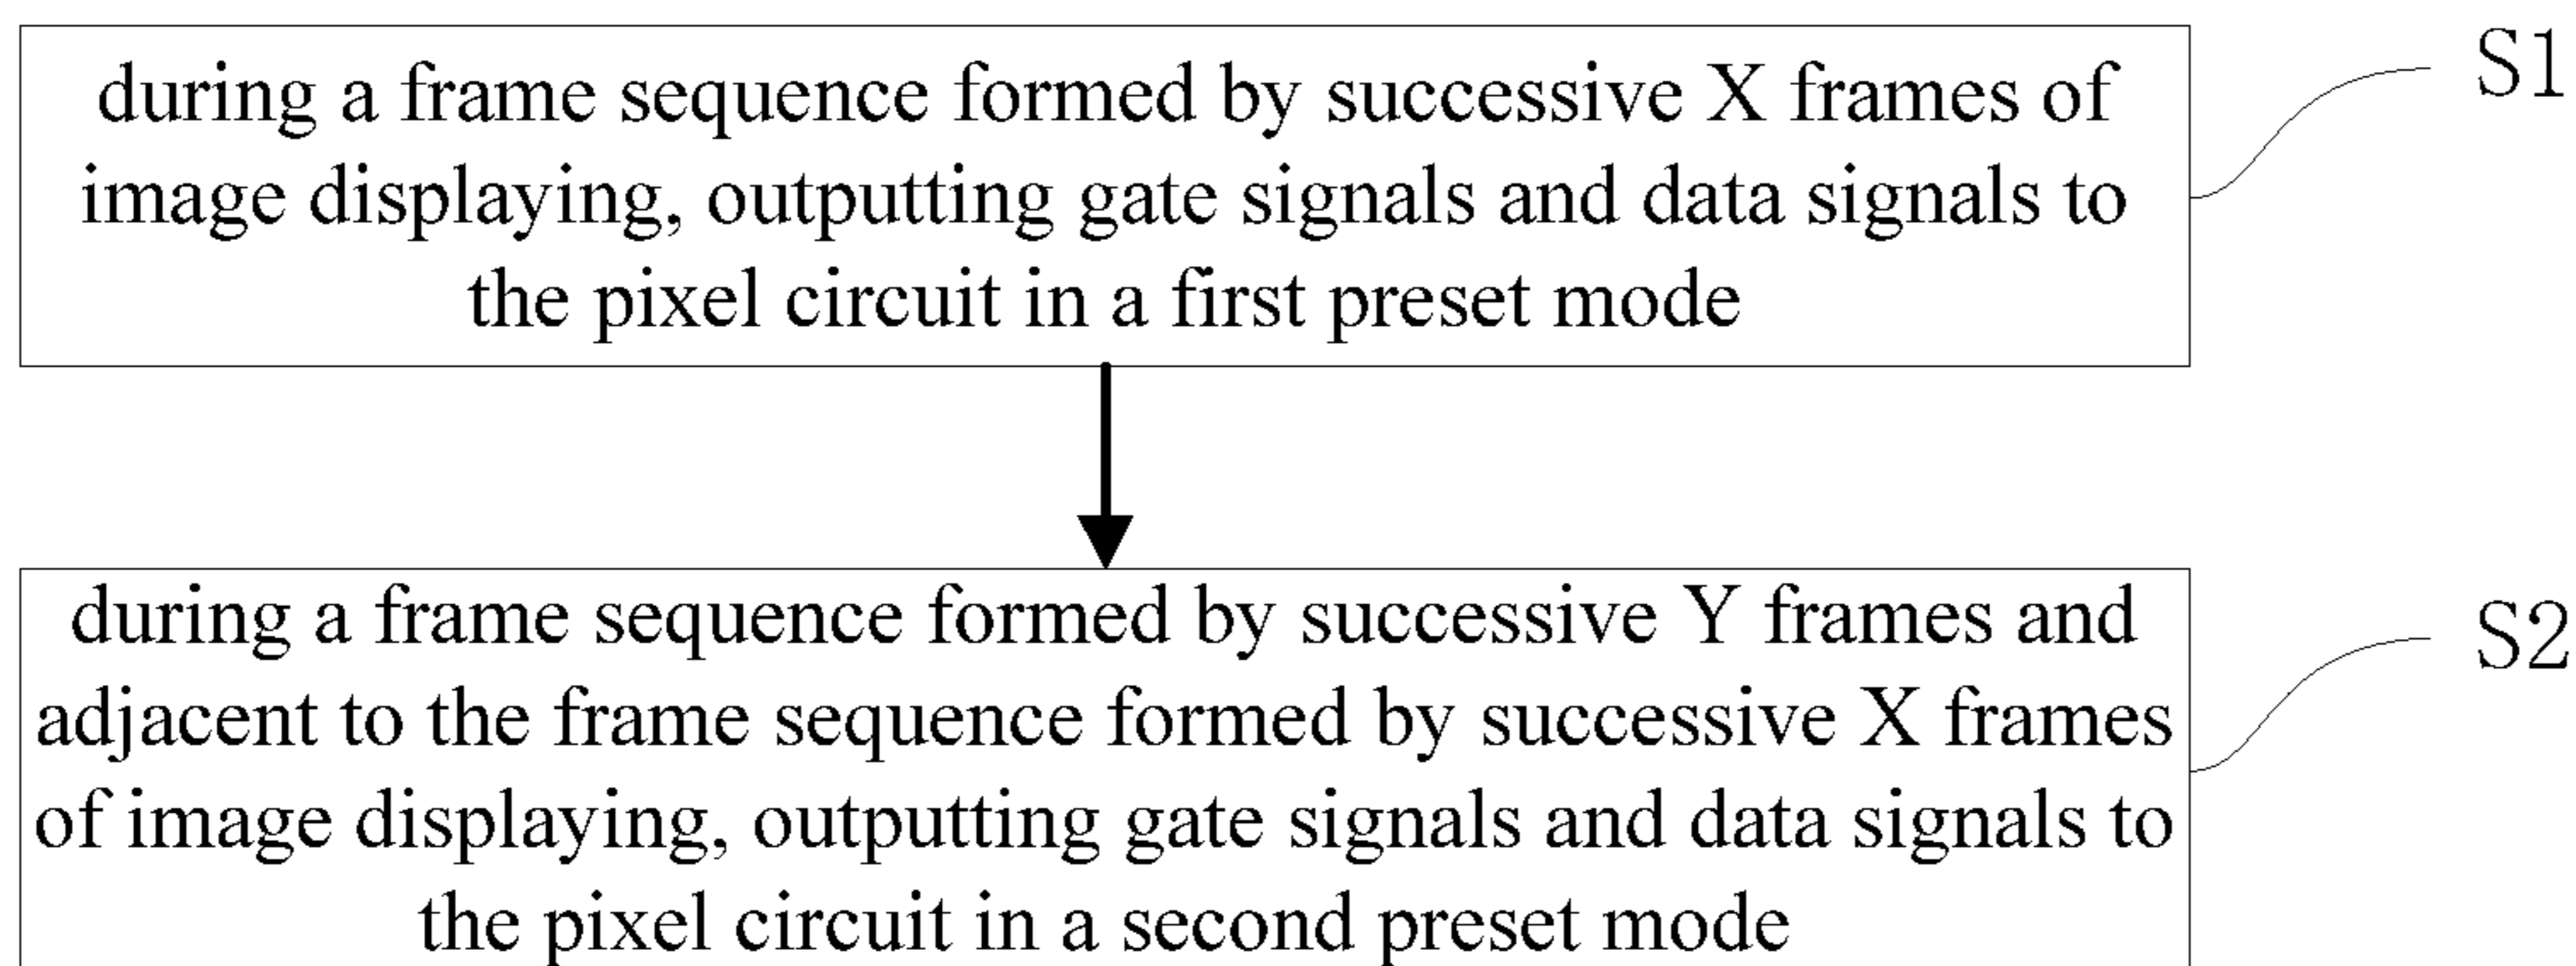 during a frame sequence formed by successive X frames of
image displaying, outputting gate signals and data signals to
the pixel circuit in a first preset mode
S1
during a frame sequence formed by successive Y frames and
adjacent to the frame sequence formed by successive X frames
of image displaying, outputting gate signals and data signals to
the pixel circuit in a second preset mode
S2